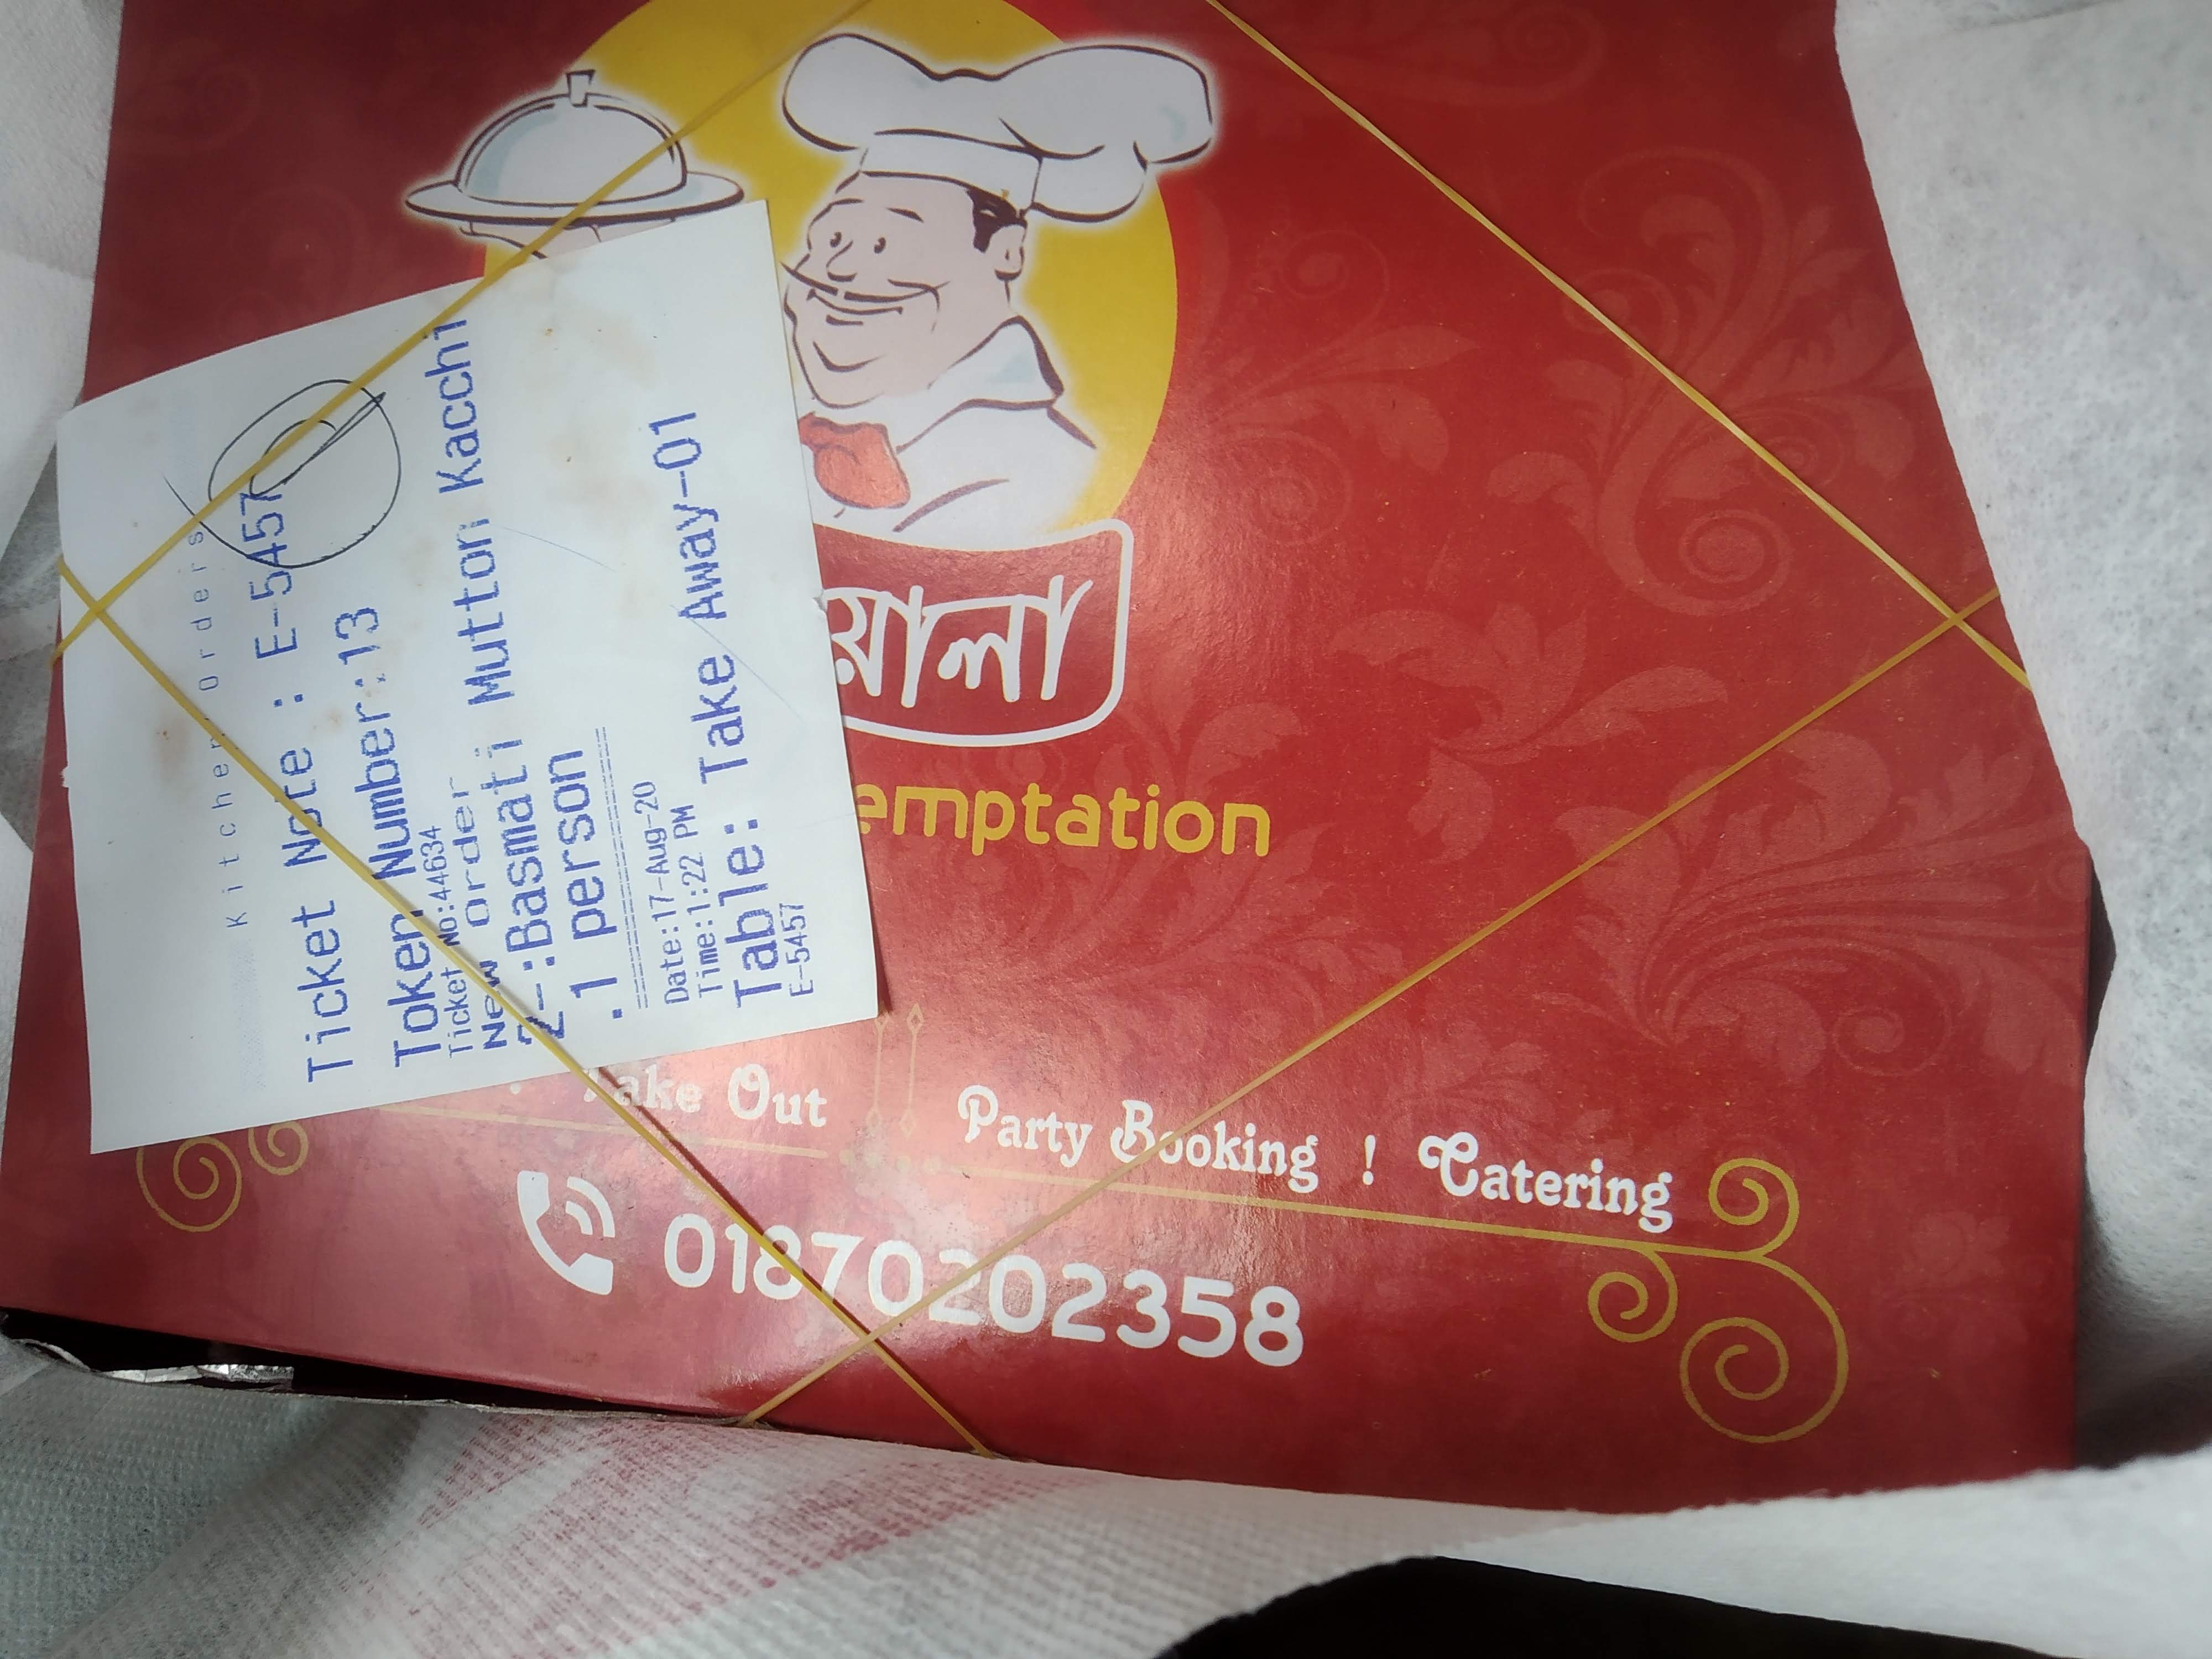 Kitchen Orders
Ticket Note : E-5457
Token Number:13
Ticket No:44634
New Order
2-:Basmati Mutton Kacchi
.1 person
Date:17-Aug-20
Time:1:22 PM
Table: Take Away-01
E-5457
য়ালা
emptation
Take Out
Party Booking ! Catering
01870202358